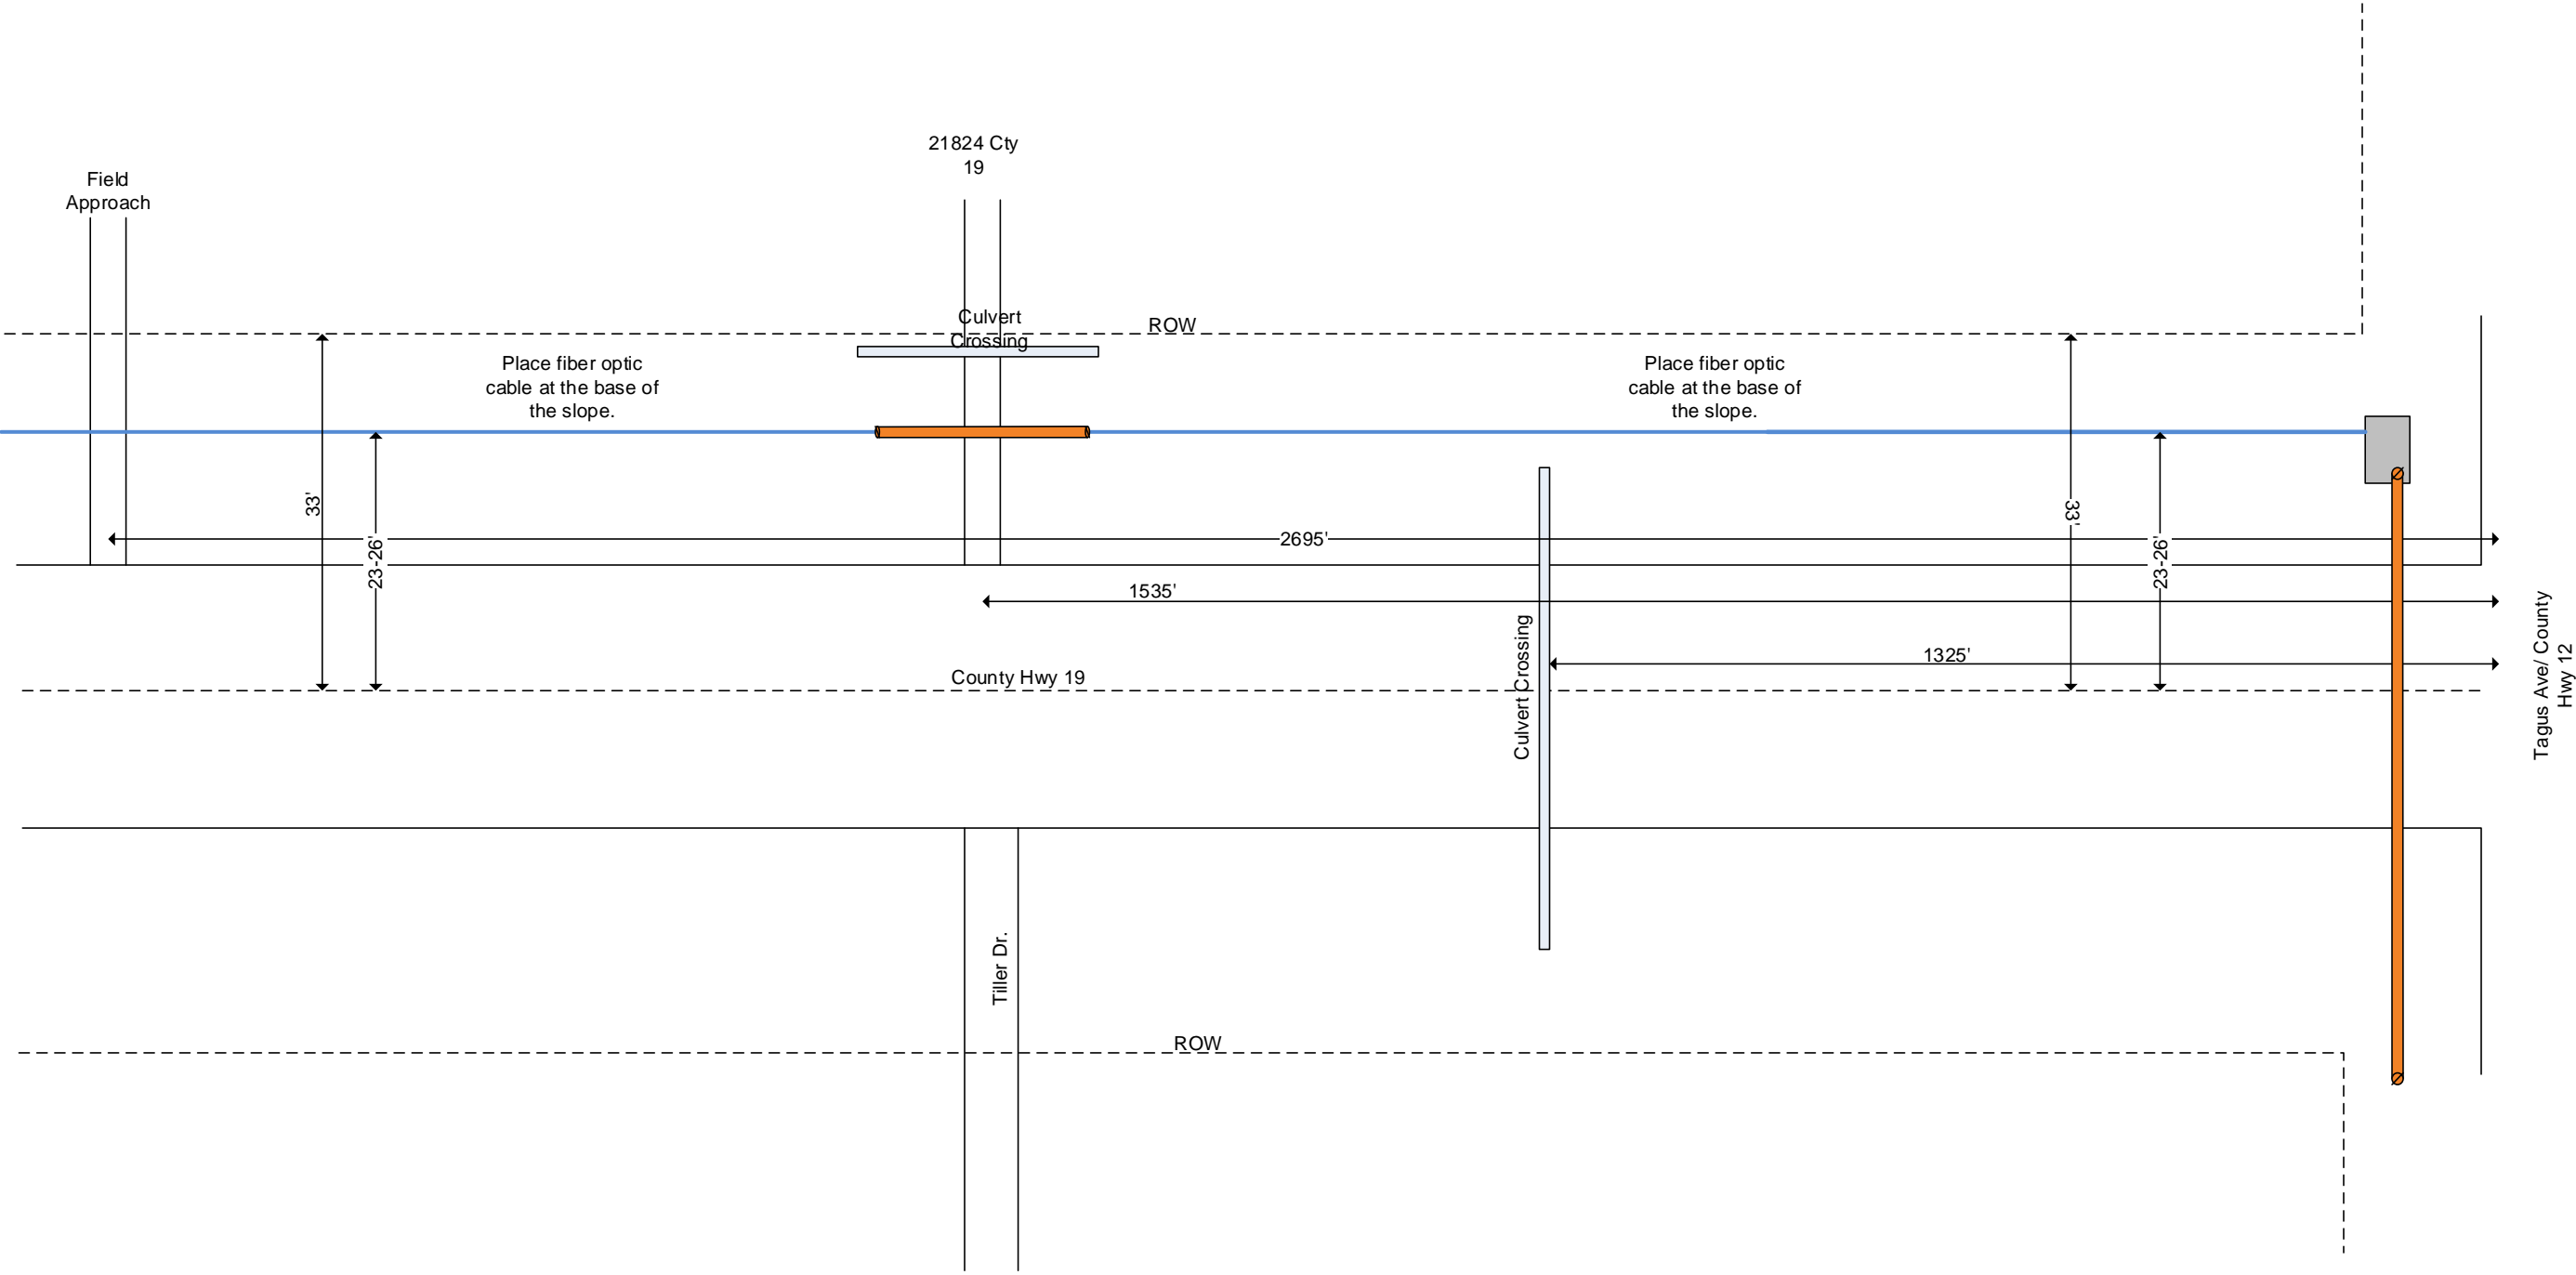 21824 Cty
19
Field
Approach
Culvert
Crossing
ROW
Place fiber optic
cable at the base of
the slope.
Place fiber optic
cable at the base of
the slope.
33'
33'
2695'
23-26'
23-26'
1535'
1325'
County Hwy 19
Culvert Crossing
Tagus Ave/ County
Hwy 12
Tiller Dr.
ROW